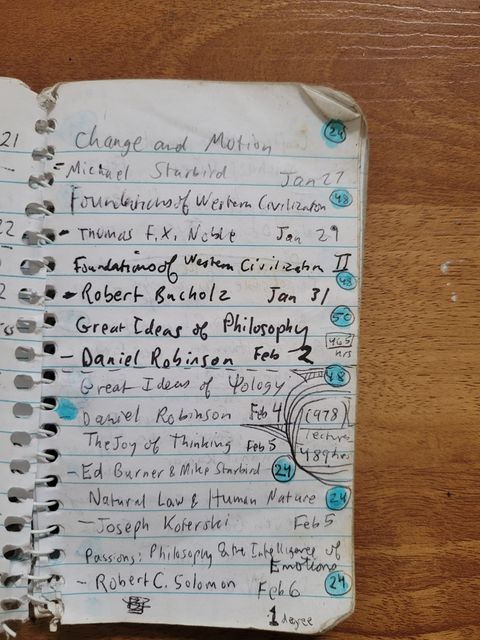 21
Change and Motion 24
- Michael Starbird Jan 27
Foundations of Western Civilization 48
- Thomas F.X. Noble Jan 29
Foundations of Western Civilization II
48
- Robert Bucholz Jan 31
Great Ideas of Philosophy 50
465
hrs
- Daniel Robinson Feb 2
Great Ideas of Ψology 48
Daniel Robinson Feb 4 (978)
lectures
The Joy of Thinking Feb 5
489 hrs
- Ed Burner & Mike Starbird 24
Natural Law & Human Nature 24
- Joseph Koterski Feb 5
Passions: Philosophy & the Intelligence of
Emotions
- Robert C. Solomon Feb 6 24
1 degree